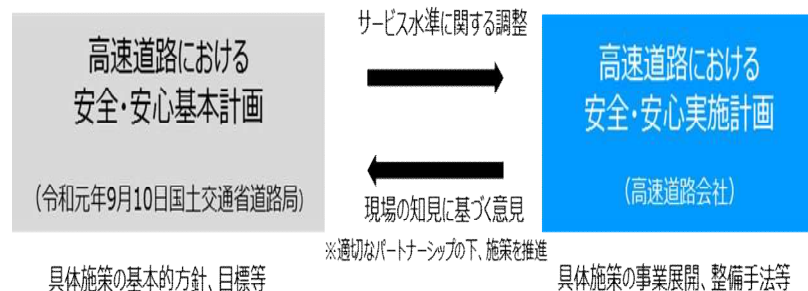 高速道路における
安全・安心基本計画
（令和元年9月10日国土交通省道路局）
具体施策の基本的方針、目標等
サービス水準に関する調整
現場の知見に基づく意見
※適切なパートナーシップの下、施策を推進
高速道路における
安全・安心実施計画
（高速道路会社）
具体施策の事業展開、整備手法等